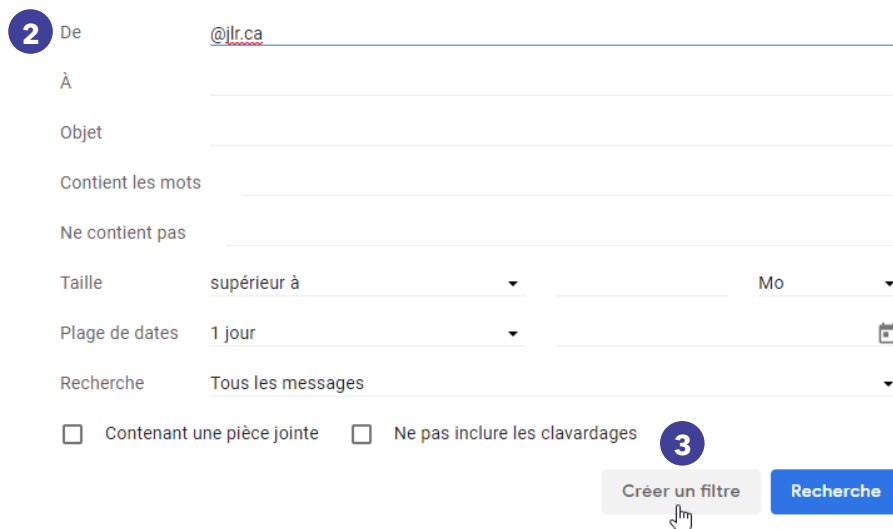 2 De @jlr.ca
À
Objet
Contient les mots
Ne contient pas
Taille supérieur à Mo
Plage de dates 1 jour
Recherche Tous les messages
Contenant une pièce jointe Ne pas inclure les clavardages
3
Créer un filtre Recherche